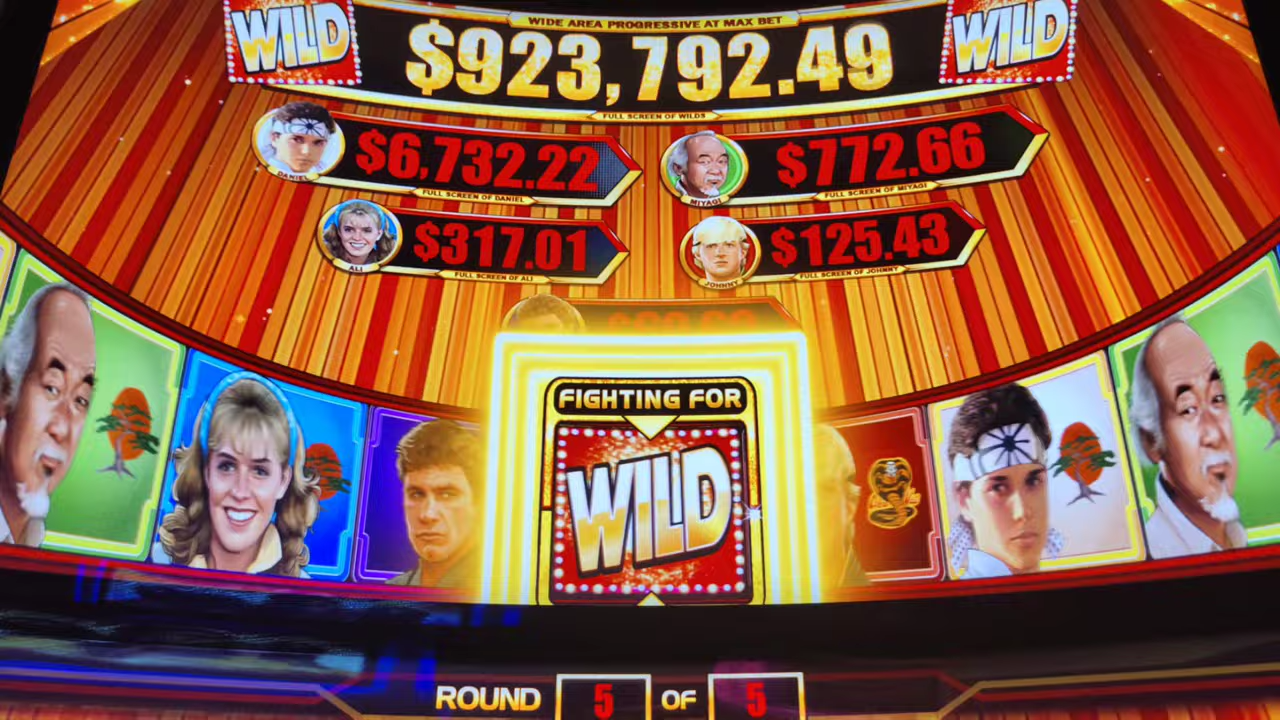 WIDE AREA PROGRESSIVE AT MAX BET
WILD
$923,792.49
WILD
FULL SCREEN OF WILDS
$6,732.22
DANIEL
FULL SCREEN OF DANIEL
$772.66
MIYAGI
FULL SCREEN OF MIYAGI
$317.01
ALI
FULL SCREEN OF ALI
$125.43
JOHNNY
FULL SCREEN OF JOHNNY
FIGHTING FOR
WILD
ROUND 5 OF 5